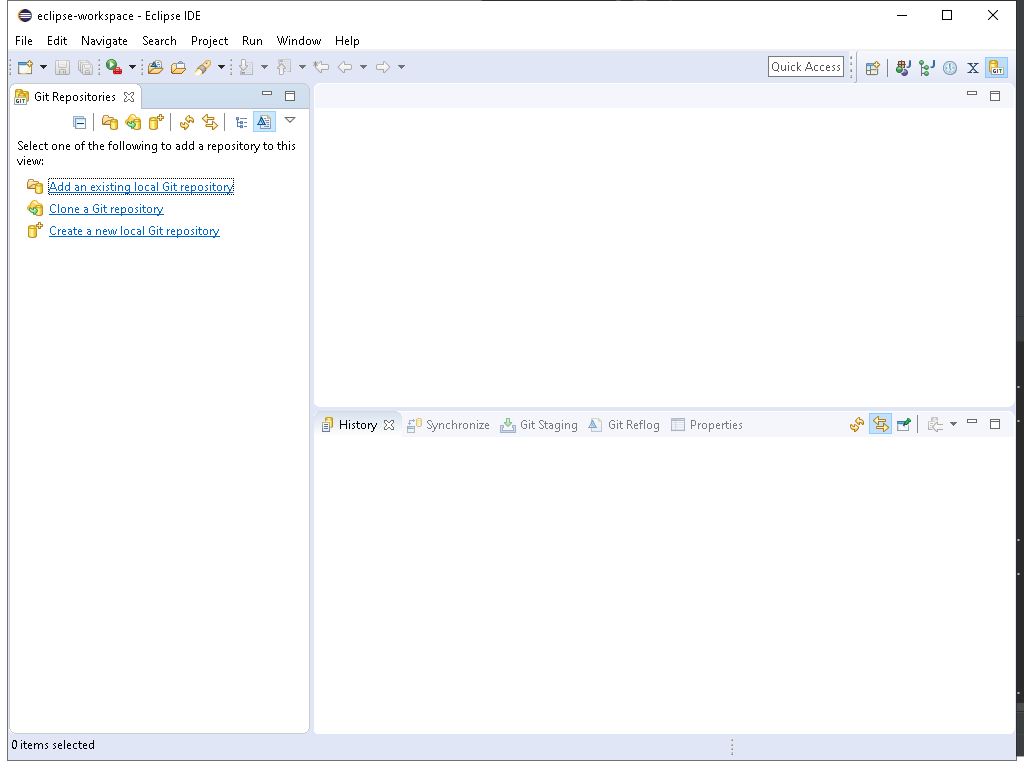 eclipse-workspace - Eclipse IDE
File Edit Navigate Search Project Run Window Help
Quick Access
GIT
GIT Git Repositories
Select one of the following to add a repository to this
view:
Add an existing local Git repository
Clone a Git repository
Create a new local Git repository
History Synchronize Git Staging Git Reflog Properties
0 items selected